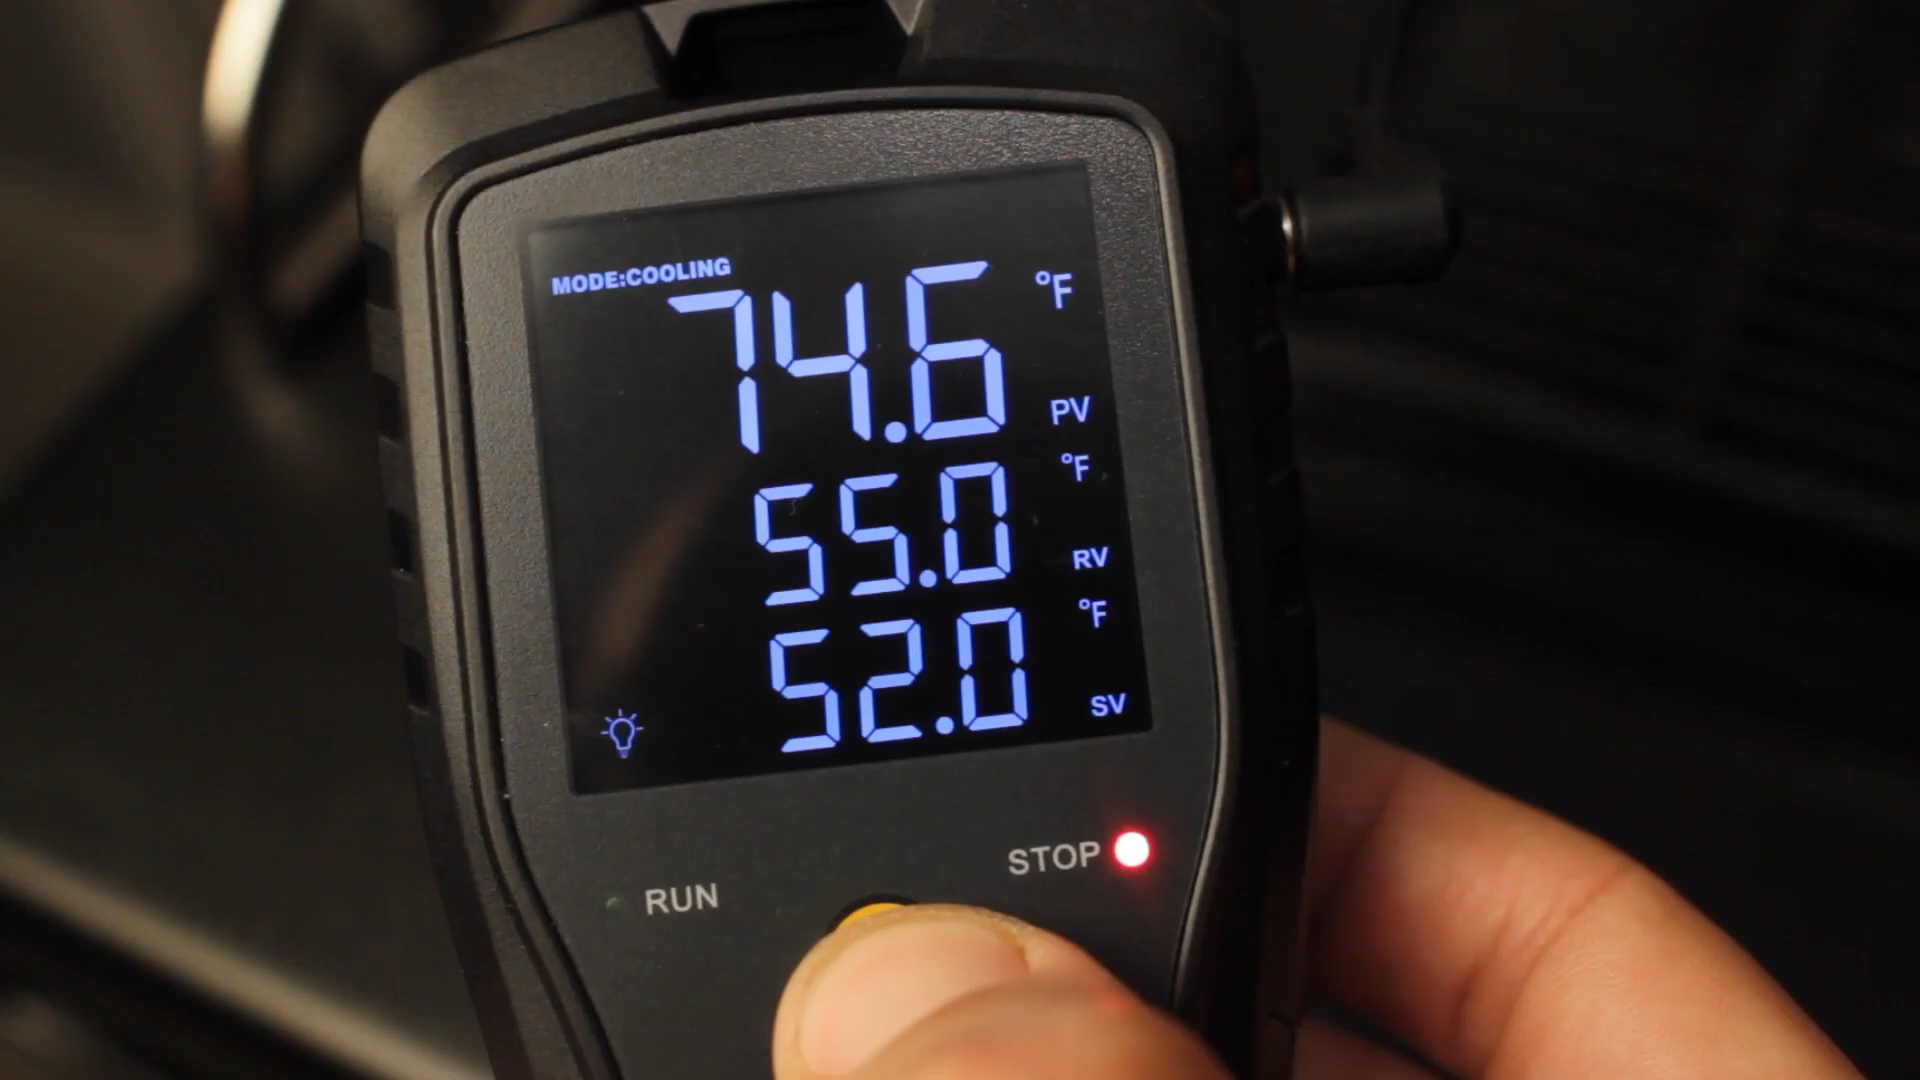 MODE:COOLING
74.6 °F
PV
55.0 °F
RV
52.0 °F
SV
STOP
RUN